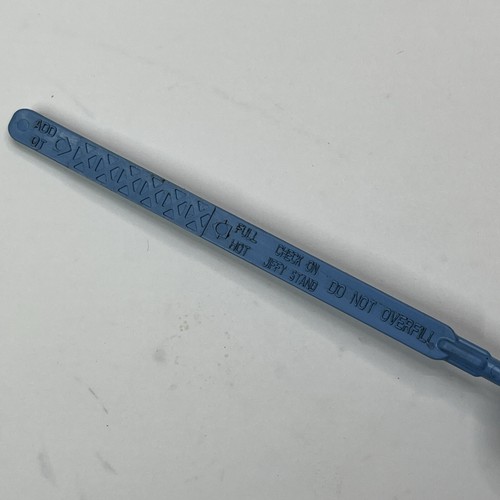 ADD
QT
FULL
HOT
CHECK ON
JIFFY STAND
DO NOT OVERFILL